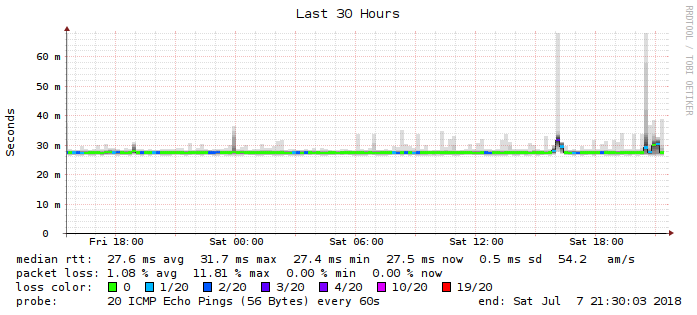 Last 30 Hours
RRDTOOL / TOBI OETIKER
Seconds
60 m
50 m
40 m
30 m
20 m
10 m
0
Fri 18:00 Sat 00:00 Sat 06:00 Sat 12:00 Sat 18:00
median rtt: 27.6 ms avg 31.7 ms max 27.4 ms min 27.5 ms now 0.5 ms sd 54.2 am/s
packet loss: 1.08 % avg 11.81 % max 0.00 % min 0.00 % now
loss color: 0 1/20 2/20 3/20 4/20 10/20 19/20
probe: 20 ICMP Echo Pings (56 Bytes) every 60s end: Sat Jul 7 21:30:03 2018